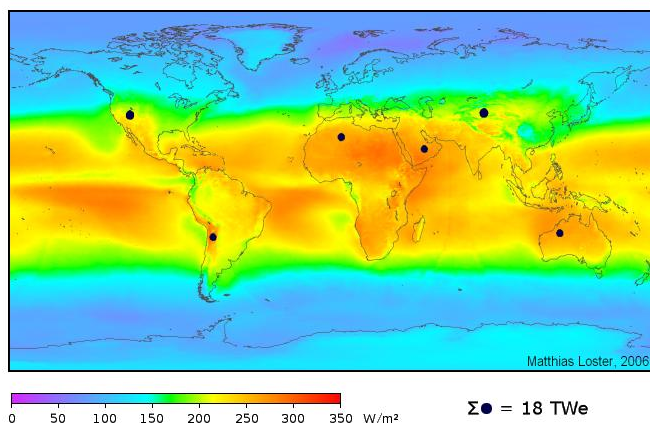 Matthias Loster, 2006
0 50 100 150 200 250 300 350 W/m²
Σ● = 18 TWe